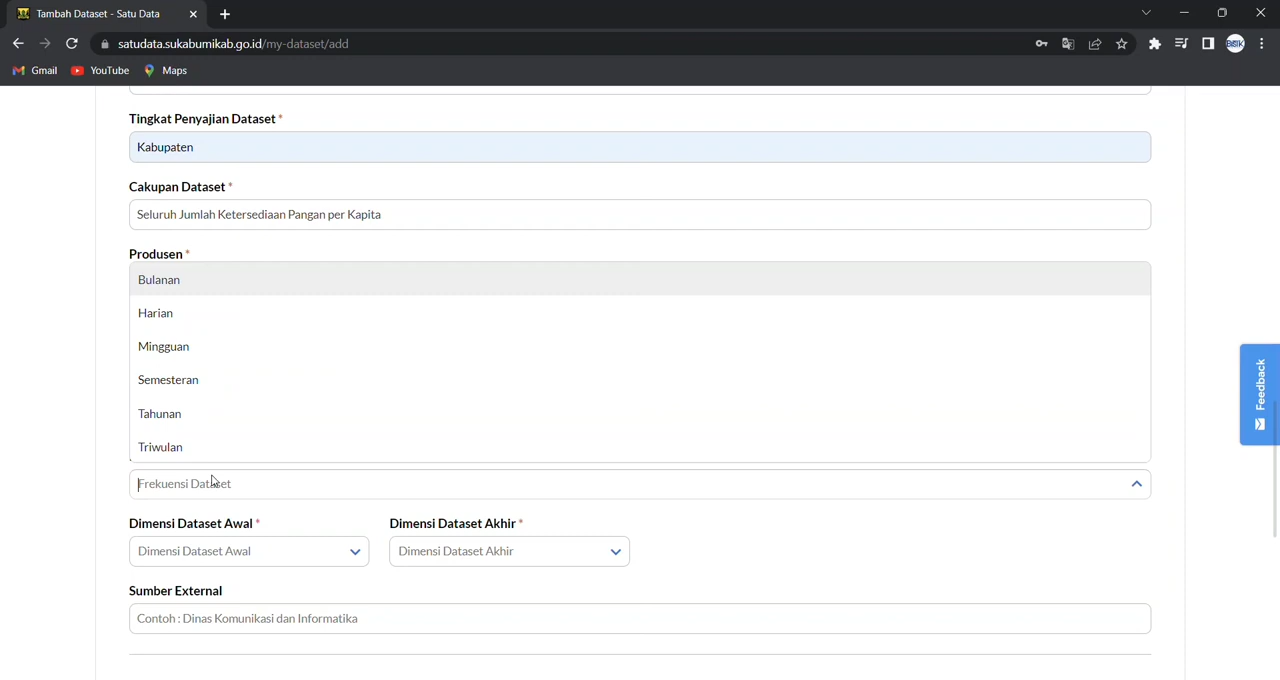 Tambah Dataset - Satu Data
satudata.sukabumikab.go.id/my-dataset/add
Gmail YouTube Maps
Tingkat Penyajian Dataset *
Kabupaten
Cakupan Dataset *
Seluruh Jumlah Ketersediaan Pangan per Kapita
Produsen *
Bulanan
Harian
Mingguan
Semesteran
Tahunan
Triwulan
Frekuensi Dataset
Dimensi Dataset Awal * Dimensi Dataset Akhir *
Dimensi Dataset Awal Dimensi Dataset Akhir
Sumber External
Contoh : Dinas Komunikasi dan Informatika
Feedback